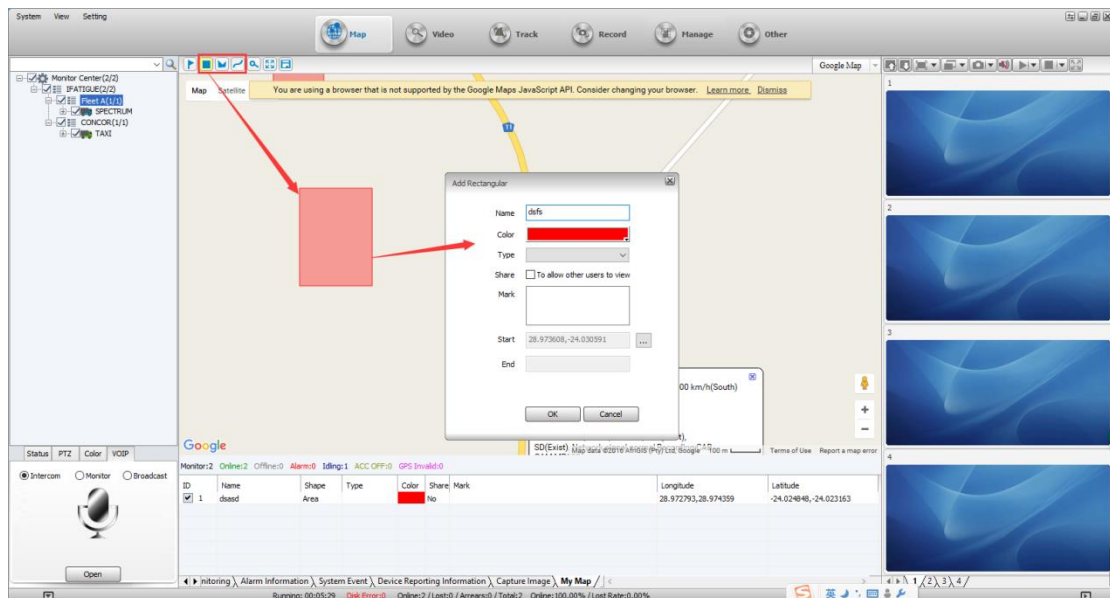 System View Setting
Map Video Track Record Manage Other
Monitor Center(2/2)
IFATIGUE(2/2)
Fleet A(1/1)
SPECTRUM
CONCOR(1/1)
TAXI
Google Map
Map Satellite
You are using a browser that is not supported by the Google Maps JavaScript API. Consider changing your browser. Learn more Dismiss
11
Add Rectangular
Name dsfs
Color
Type
Share To allow other users to view
Mark
Start 28.973608,-24.030591 ...
End
OK Cancel
00 km/h(South)
SD(Exist)
Google
Map data ©2016 AfriGIS (Pty) Ltd, Google 100 m Terms of Use Report a map error
1
2
3
4
Status PTZ Color VOIP
Intercom Monitor Broadcast
Open
Monitor:2 Online:2 Offline:0 Alarm:0 Idling:1 ACC OFF:0 GPS Invalid:0
ID Name Shape Type Color Share Mark Longitude Latitude
1 dsasd Area No 28.972793,28.974359 -24.024848,-24.023163
nitoring Alarm Information System Event Device Reporting Information Capture Image My Map
1 2 3 4
Running: 00:05:29 Disk Error:0 Online:2 /Lost:0 / Arrears:0 /Total:2 Online:100.00% /Lost Rate:0.00%
英